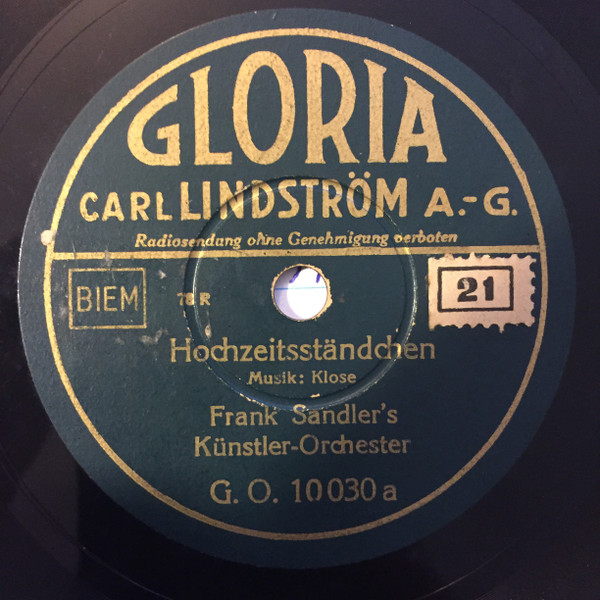 GLORIA
CARL LINDSTRÖM A.-G.
Radiosendung ohne Genehmigung verboten
BIEM
78 R
21
Hochzeitsständchen
Musik: Klose
Frank Sandler's
Künstler-Orchester
G. O. 10030 a